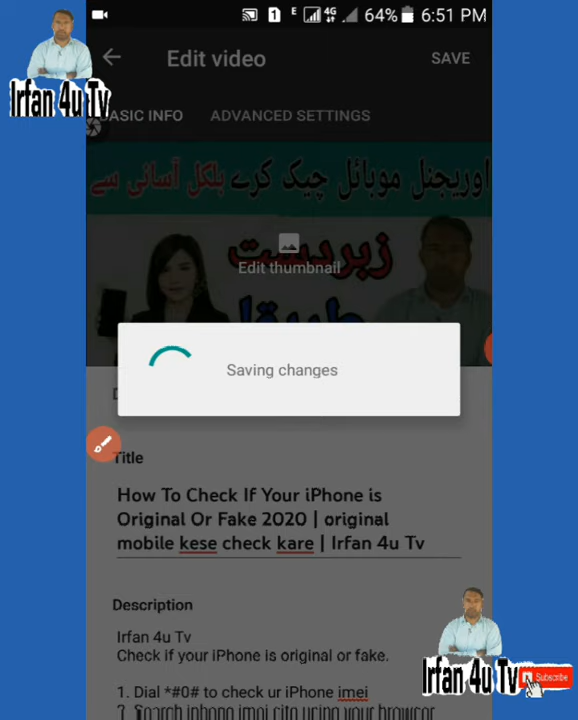 E 4G 64% 6:51 PM
Irfan 4u Tv
Edit video SAVE
BASIC INFO ADVANCED SETTINGS
اوریجنل موبائل چیک کرے بلکل آسانی سے
زبردست
Edit thumbnail
طریقہ
Saving changes
Title
How To Check If Your iPhone is
Original Or Fake 2020 | original
mobile kese check kare | Irfan 4u Tv
Description
Irfan 4u Tv
Check if your iPhone is original or fake.
1. Dial *#0# to check ur iPhone imei
2. Search iphone imei cite using your browcer
Irfan 4u Tv Subscribe